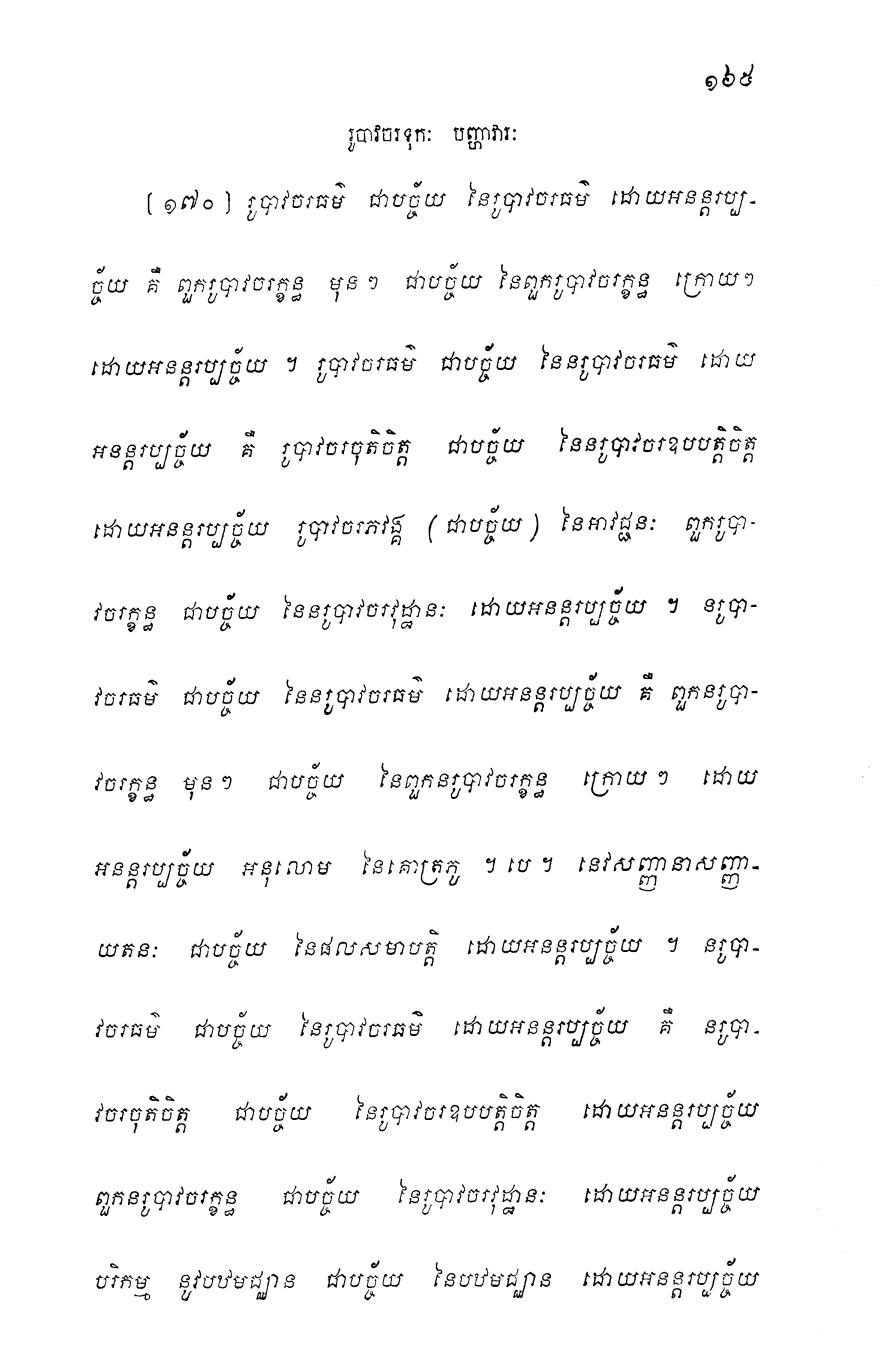 ១៦៥
រូបាវចរទុកៈ បញ្ហាវារៈ
[១៧០] រូបាវចរធម៌ ជាបច្ច័យ នៃរូបាវចរធម៌ ដោយអនន្តរប្ប-
ច្ច័យ គឺ ពួករូបាវចរក្ខន្ធ មុនៗ ជាបច្ច័យ នៃពួករូបាវចរក្ខន្ធ ក្រោយៗ
ដោយអនន្តរប្បច្ច័យ ។ រូបាវចរធម៌ ជាបច្ច័យ នៃនរូបាវចរធម៌ ដោយ
អនន្តរប្បច្ច័យ គឺ រូបាវចរចុតិចិត្ត ជាបច្ច័យ នៃនរូបាវចរឧបបត្តិចិត្ត
ដោយអនន្តរប្បច្ច័យ រូបាវចរភវង្គ (ជាបច្ច័យ) នៃអាវជ្ជនៈ ពួករូបា-
វចរក្ខន្ធ ជាបច្ច័យ នៃនរូបាវចរវុដ្ឋានៈ ដោយអនន្តរប្បច្ច័យ ។ នរូបា-
វចរធម៌ ជាបច្ច័យ នៃនរូបាវចរធម៌ ដោយអនន្តរប្បច្ច័យ គឺ ពួកនរូបា-
វចរក្ខន្ធ មុនៗ ជាបច្ច័យ នៃពួកនរូបាវចរក្ខន្ធ ក្រោយៗ ដោយ
អនន្តរប្បច្ច័យ អនុលោម នៃគោត្រភូ ។បេ។ នេវសញ្ញានាសញ្ញា-
យតនៈ ជាបច្ច័យ នៃផលសមាបត្តិ ដោយអនន្តរប្បច្ច័យ ។ នរូបា-
វចរធម៌ ជាបច្ច័យ នៃរូបាវចរធម៌ ដោយអនន្តរប្បច្ច័យ គឺ នរូបា-
វចរចុតិចិត្ត ជាបច្ច័យ នៃរូបាវចរឧបបត្តិចិត្ត ដោយអនន្តរប្បច្ច័យ
ពួកនរូបាវចរក្ខន្ធ ជាបច្ច័យ នៃរូបាវចរវុដ្ឋានៈ ដោយអនន្តរប្បច្ច័យ
បរិកម្ម នូវបឋមជ្ឈាន ជាបច្ច័យ នៃបឋមជ្ឈាន ដោយអនន្តរប្បច្ច័យ